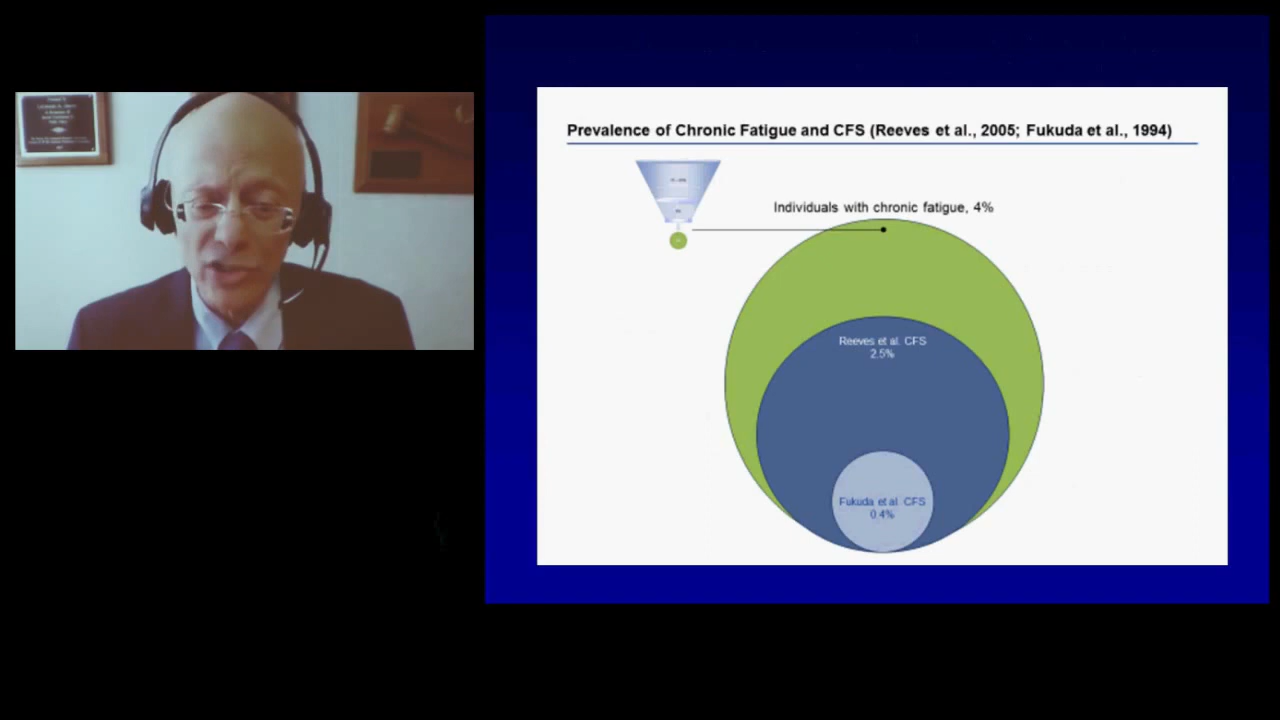 Prevalence of Chronic Fatigue and CFS (Reeves et al., 2005; Fukuda et al., 1994)
Individuals with chronic fatigue, 4%
Reeves et al. CFS
2.5%
Fukuda et al. CFS
0.4%